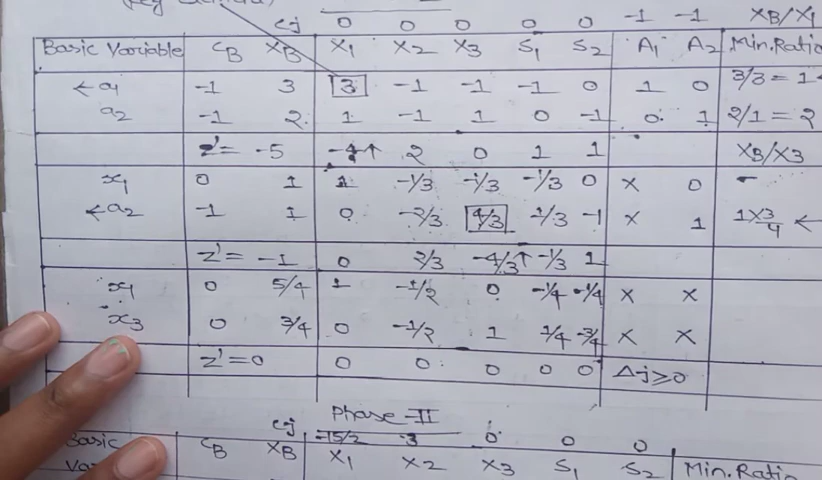 Cj 0 0 0 0 0 -1 -1 XB/X1
Basic Variable CB XB X1 X2 X3 S1 S2 A1 A2 Min.Ratio
←a1 -1 3 3 -1 -1 -1 0 1 0 3/3=1←
a2 -1 2 1 -1 1 0 -1 0 1 2/1=2
z'= -5 -4↑ 2 0 1 1 XB/X3
x1 0 1 1 -1/3 -1/3 -1/3 0 × 0 -
←a2 -1 1 0 -2/3 4/3 1/3 -1 × 1 1×3/4 ←
z'= -1 0 2/3 -4/3↑ -1/3 1
x1 0 5/4 1 -1/2 0 -1/4 -1/4 × ×
x3 0 3/4 0 -1/2 1 1/4 -3/4 × ×
z'=0 0 0 0 0 0 Δj≥0
Phase-II
Cj -15/2 -3 0 0 0
Basic CB XB X1 X2 X3 S1 S2 Min.Ratio